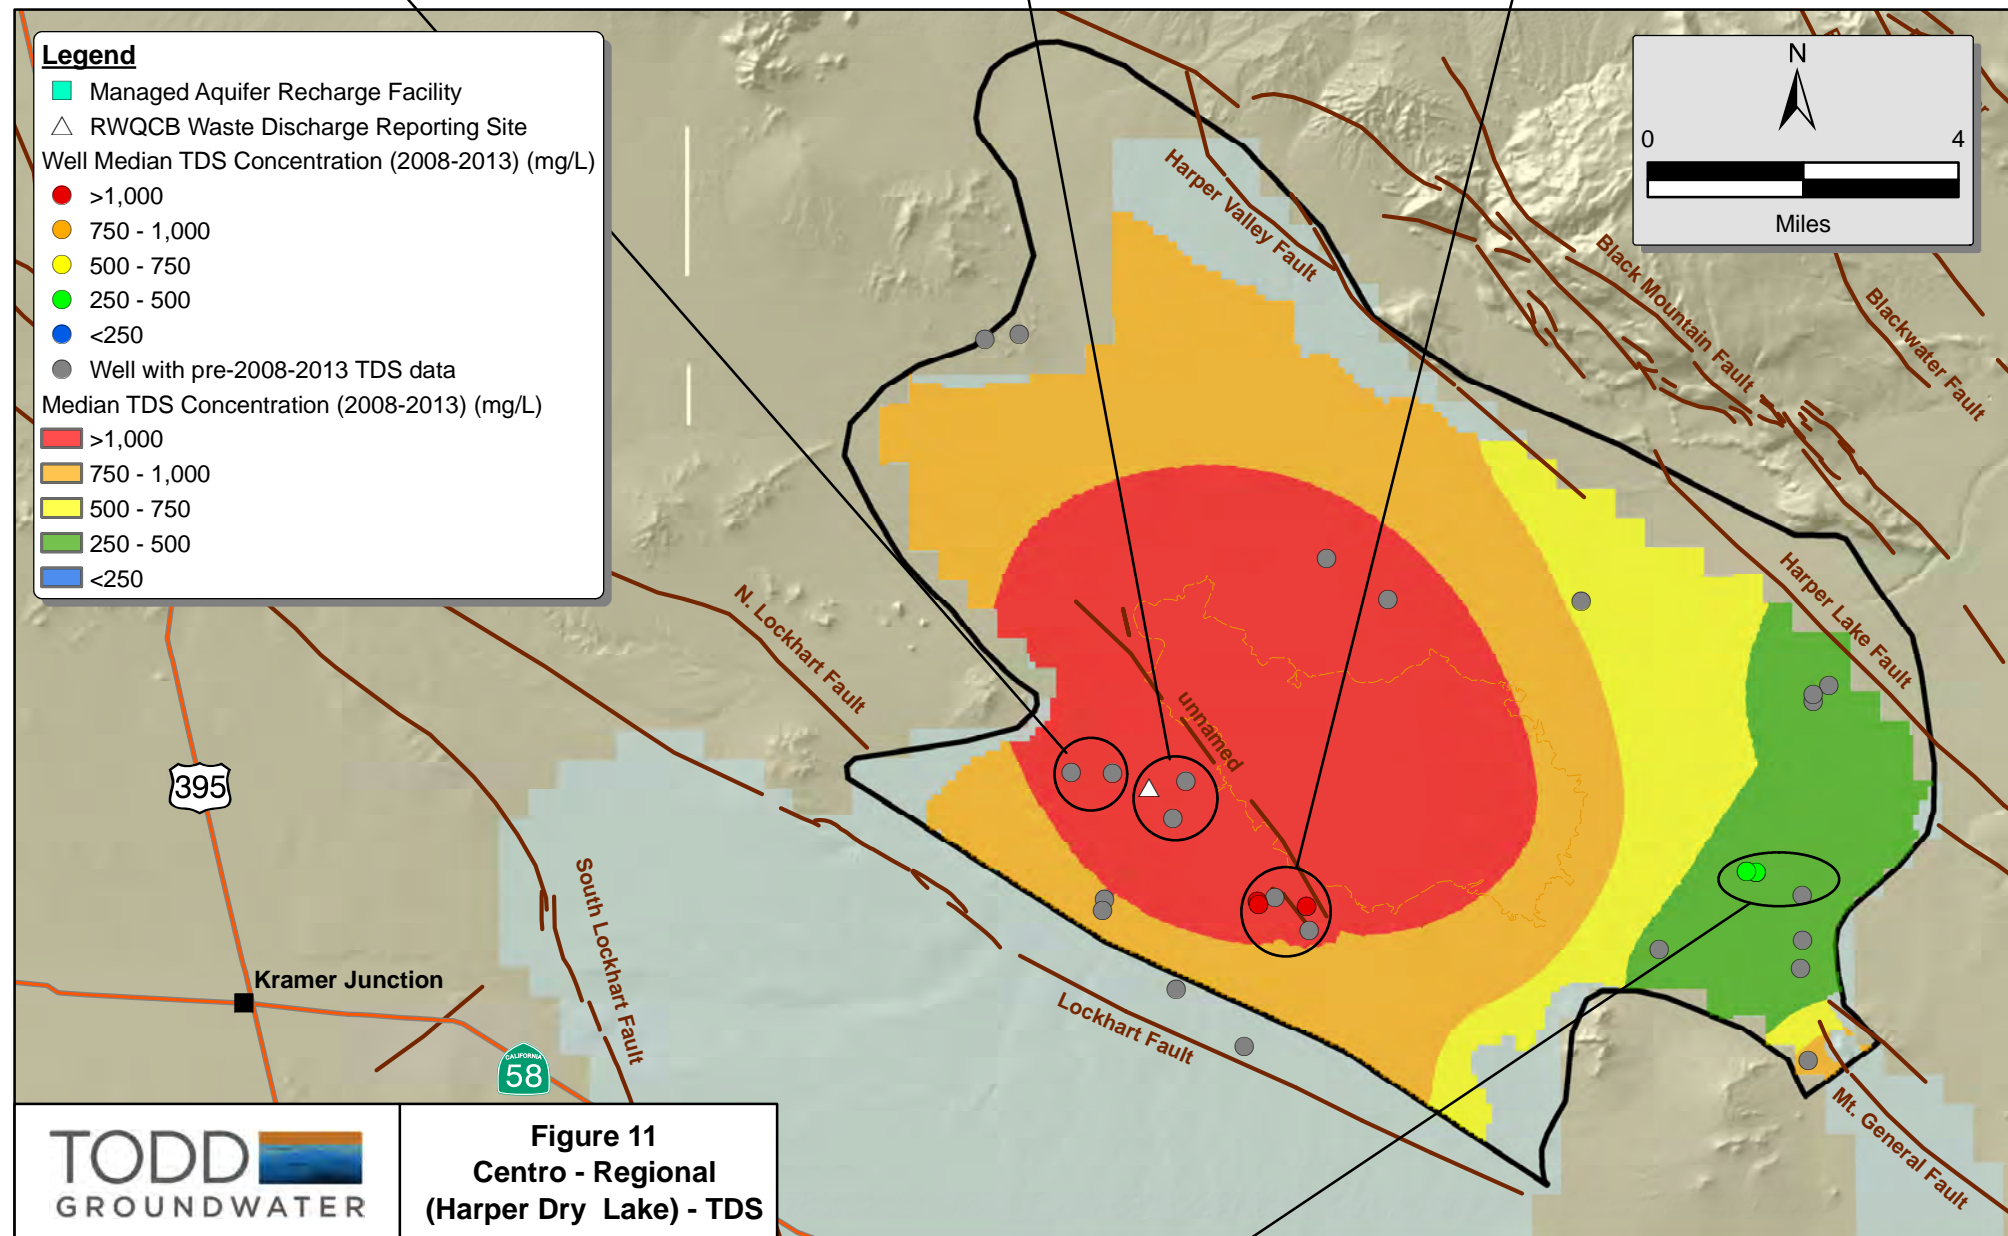 Legend
Managed Aquifer Recharge Facility
RWQCB Waste Discharge Reporting Site
Well Median TDS Concentration (2008-2013) (mg/L)
>1,000
750 - 1,000
500 - 750
250 - 500
<250
Well with pre-2008-2013 TDS data
Median TDS Concentration (2008-2013) (mg/L)
>1,000
750 - 1,000
500 - 750
250 - 500
<250
N
0 4
Miles
Harper Valley Fault
Black Mountain Fault
Blackwater Fault
Harper Lake Fault
N. Lockhart Fault
unnamed
395
South Lockhart Fault
Kramer Junction
Lockhart Fault
CALIFORNIA
58
Mt. General Fault
TODD
GROUNDWATER
Figure 11
Centro - Regional
(Harper Dry Lake) - TDS